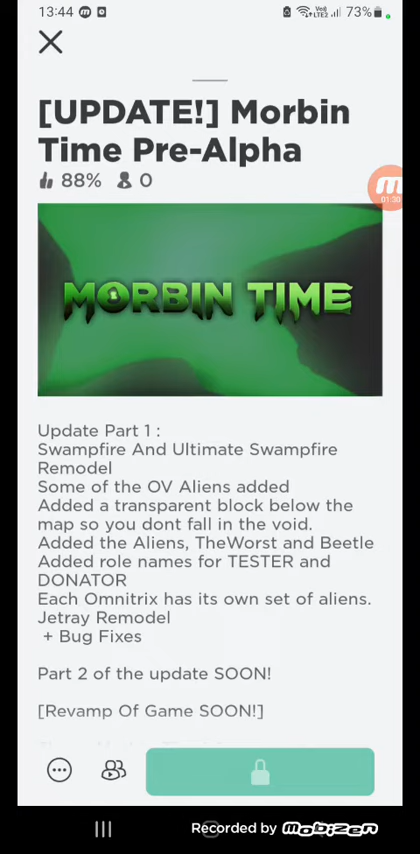 13:44
Vo8 LTE2 73%
[UPDATE!] Morbin
Time Pre-Alpha
88% 0
01:30
MORBIN TIME
Update Part 1 :
Swampfire And Ultimate Swampfire
Remodel
Some of the OV Aliens added
Added a transparent block below the
map so you dont fall in the void.
Added the Aliens, TheWorst and Beetle
Added role names for TESTER and
DONATOR
Each Omnitrix has its own set of aliens.
Jetray Remodel
+ Bug Fixes
Part 2 of the update SOON!
[Revamp Of Game SOON!]
Recorded by mobizen